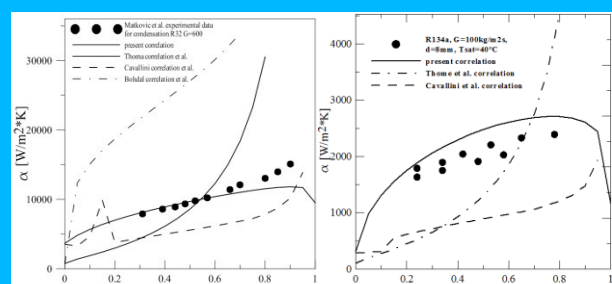 Matkovic et al. experimental data
for condensation R32 G=600
present correlation
Thoma correlation et al.
Cavallini correlation et al.
Bohdal correlation et al.
30000
20000
10000
0
α [W/m2*K]
0 0.2 0.4 0.6 0.8 1
R134a, G=100kg/m2s,
d=8mm, Tsat=40°C
present correlation
Thome et al. correlation
Cavallini et al. correlation
4000
3000
2000
1000
0
α [W/m2*K]
0 0.2 0.4 0.6 0.8 1